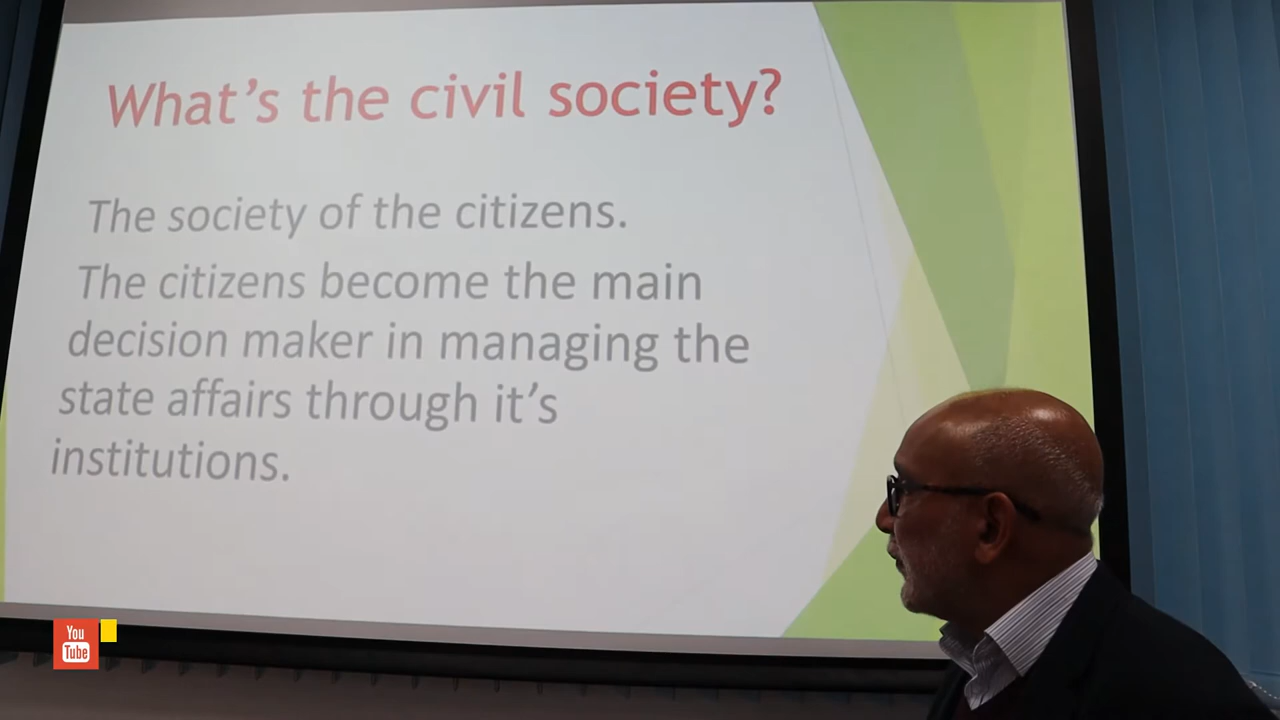 What's the civil society?
The society of the citizens.
The citizens become the main
decision maker in managing the
state affairs through it's
institutions.
You
Tube